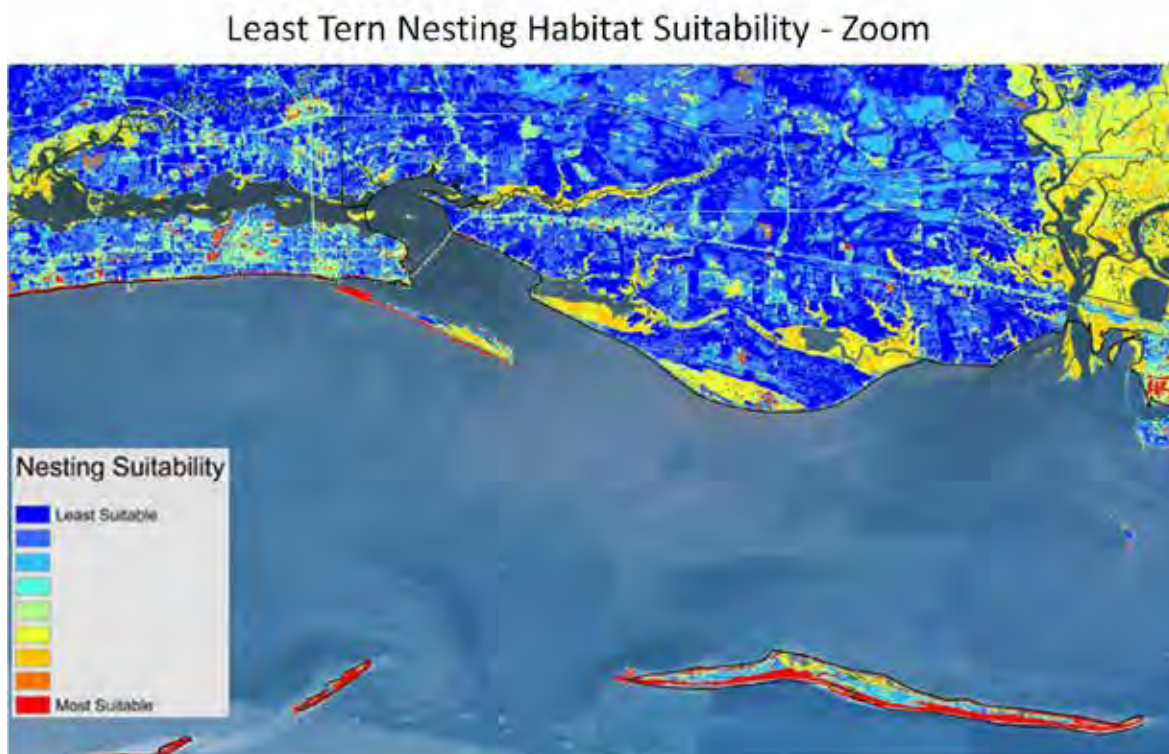 Least Tern Nesting Habitat Suitability - Zoom
Nesting Suitability
Least Suitable
Most Suitable